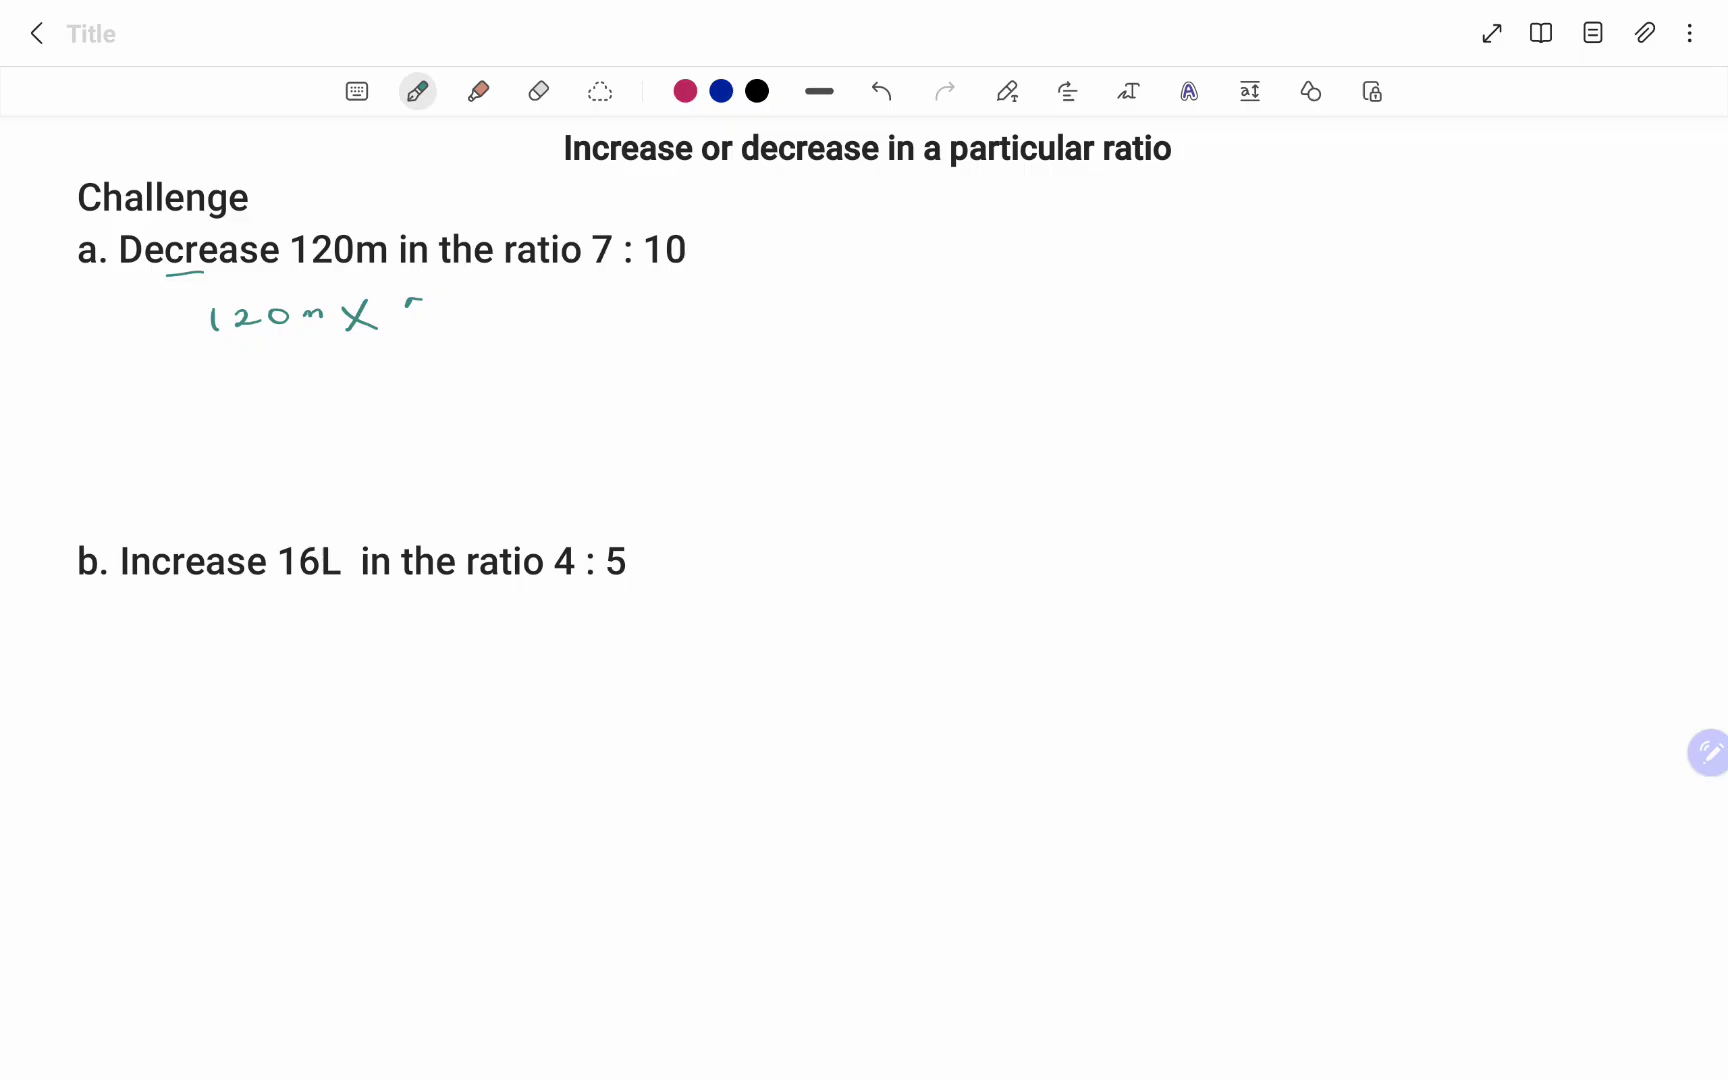 Title
Increase or decrease in a particular ratio
Challenge
a. Decrease 120m in the ratio 7 : 10
120m X
b. Increase 16L in the ratio 4 : 5